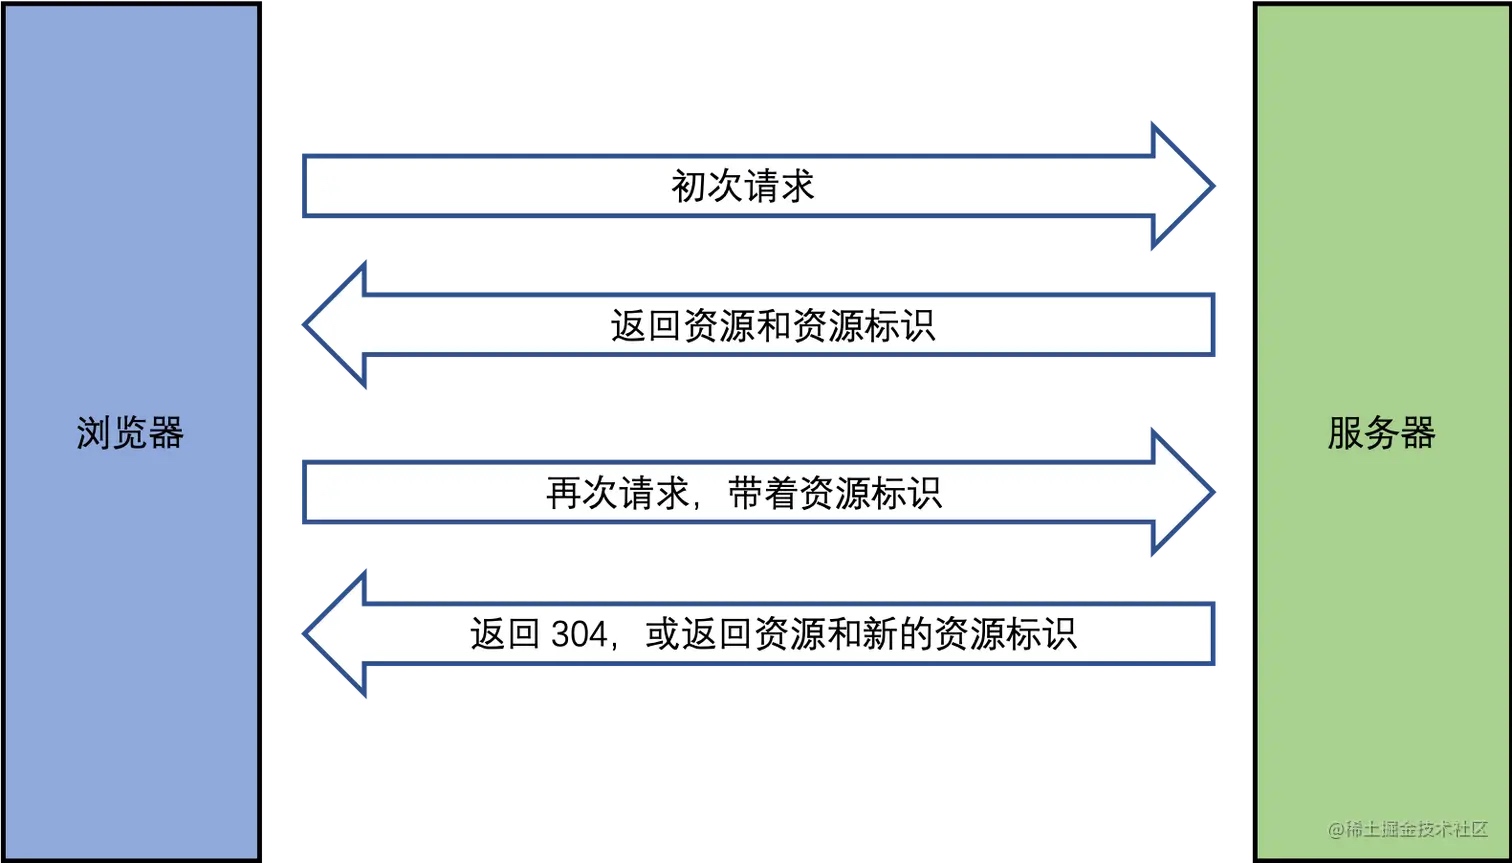 初次请求
返回资源和资源标识
浏览器
服务器
再次请求，带着资源标识
返回 304，或返回资源和新的资源标识
@稀土掘金技术社区